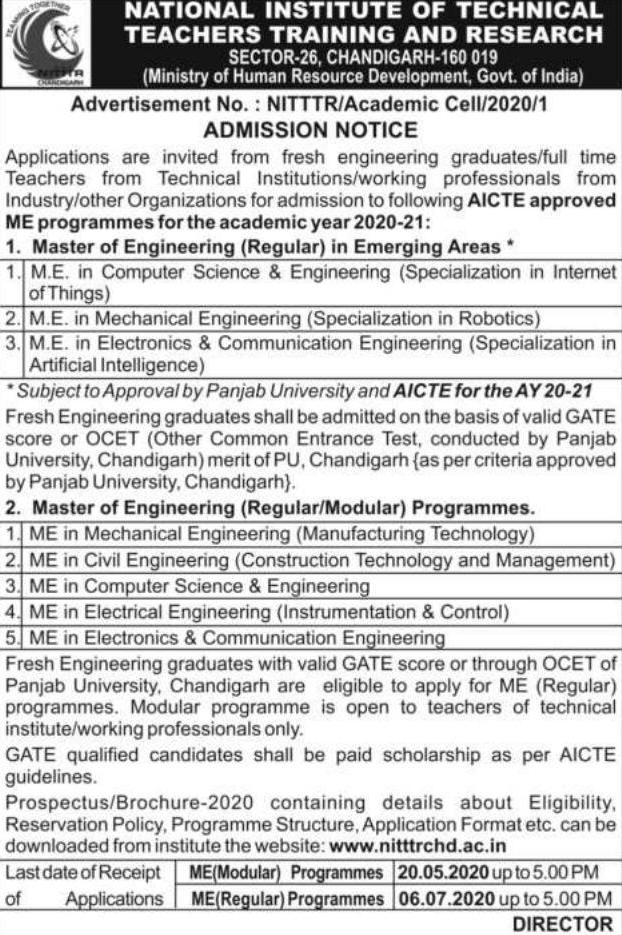 TEAMING TOGETHER
NITTTR
CHANDIGARH
NATIONAL INSTITUTE OF TECHNICAL
TEACHERS TRAINING AND RESEARCH
SECTOR-26, CHANDIGARH-160 019
(Ministry of Human Resource Development, Govt. of India)
Advertisement No. : NITTTR/Academic Cell/2020/1
ADMISSION NOTICE
Applications are invited from fresh engineering graduates/full time
Teachers from Technical Institutions/working professionals from
Industry/other Organizations for admission to following AICTE approved
ME programmes for the academic year 2020-21:
1. Master of Engineering (Regular) in Emerging Areas *
1. M.E. in Computer Science & Engineering (Specialization in Internet
of Things)
2. M.E. in Mechanical Engineering (Specialization in Robotics)
3. M.E. in Electronics & Communication Engineering (Specialization in
Artificial Intelligence)
* Subject to Approval by Panjab University and AICTE for the AY 20-21
Fresh Engineering graduates shall be admitted on the basis of valid GATE
score or OCET (Other Common Entrance Test, conducted by Panjab
University, Chandigarh) merit of PU, Chandigarh {as per criteria approved
by Panjab University, Chandigarh}.
2. Master of Engineering (Regular/Modular) Programmes.
1. ME in Mechanical Engineering (Manufacturing Technology)
2. ME in Civil Engineering (Construction Technology and Management)
3. ME in Computer Science & Engineering
4. ME in Electrical Engineering (Instrumentation & Control)
5. ME in Electronics & Communication Engineering
Fresh Engineering graduates with valid GATE score or through OCET of
Panjab University, Chandigarh are eligible to apply for ME (Regular)
programmes. Modular programme is open to teachers of technical
institute/working professionals only.
GATE qualified candidates shall be paid scholarship as per AICTE
guidelines.
Prospectus/Brochure-2020 containing details about Eligibility,
Reservation Policy, Programme Structure, Application Format etc. can be
downloaded from institute the website: www.nitttrchd.ac.in
Last date of Receipt ME(Modular) Programmes 20.05.2020 up to 5.00 PM
of Applications ME(Regular) Programmes 06.07.2020 up to 5.00 PM
DIRECTOR